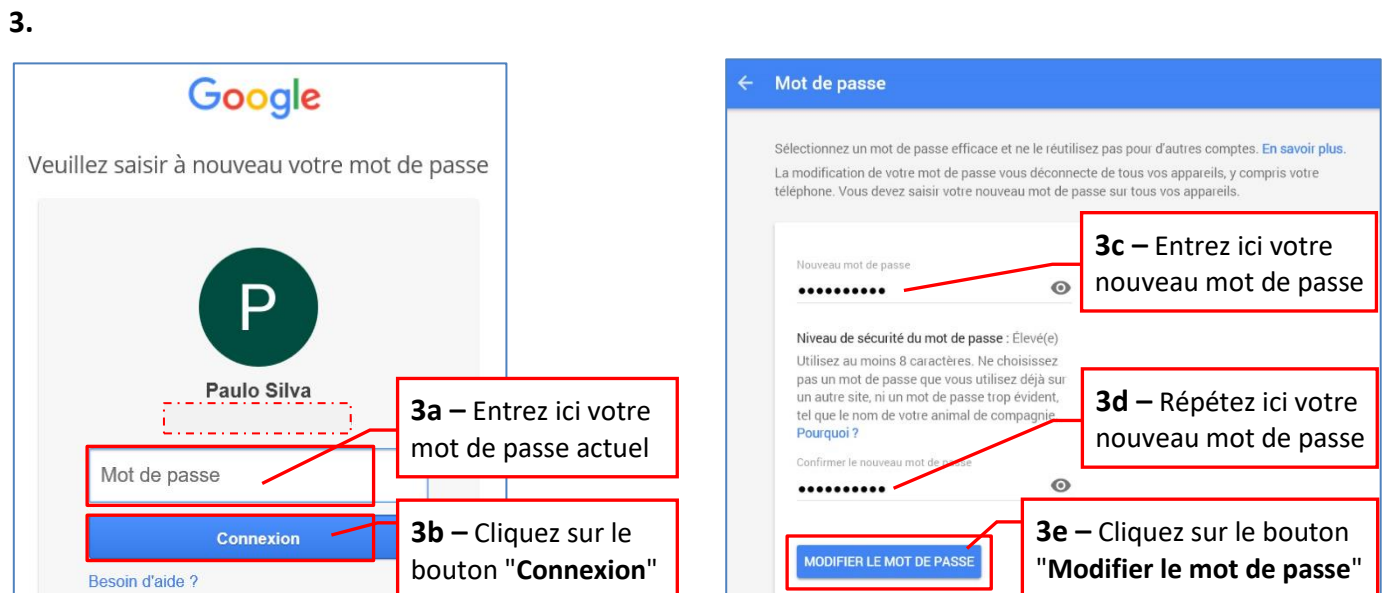 3.
Google
Veuillez saisir à nouveau votre mot de passe
P
Paulo Silva
3a – Entrez ici votre
mot de passe actuel
Mot de passe
3b – Cliquez sur le
bouton "Connexion"
Connexion
Besoin d'aide ?
← Mot de passe
Sélectionnez un mot de passe efficace et ne le réutilisez pas pour d'autres comptes. En savoir plus.
La modification de votre mot de passe vous déconnecte de tous vos appareils, y compris votre
téléphone. Vous devez saisir votre nouveau mot de passe sur tous vos appareils.
3c – Entrez ici votre
nouveau mot de passe
Nouveau mot de passe
••••••••••
Niveau de sécurité du mot de passe : Élevé(e)
Utilisez au moins 8 caractères. Ne choisissez
pas un mot de passe que vous utilisez déjà sur
un autre site, ni un mot de passe trop évident,
tel que le nom de votre animal de compagnie.
Pourquoi ?
3d – Répétez ici votre
nouveau mot de passe
Confirmer le nouveau mot de passe
••••••••••
3e – Cliquez sur le bouton
"Modifier le mot de passe"
MODIFIER LE MOT DE PASSE